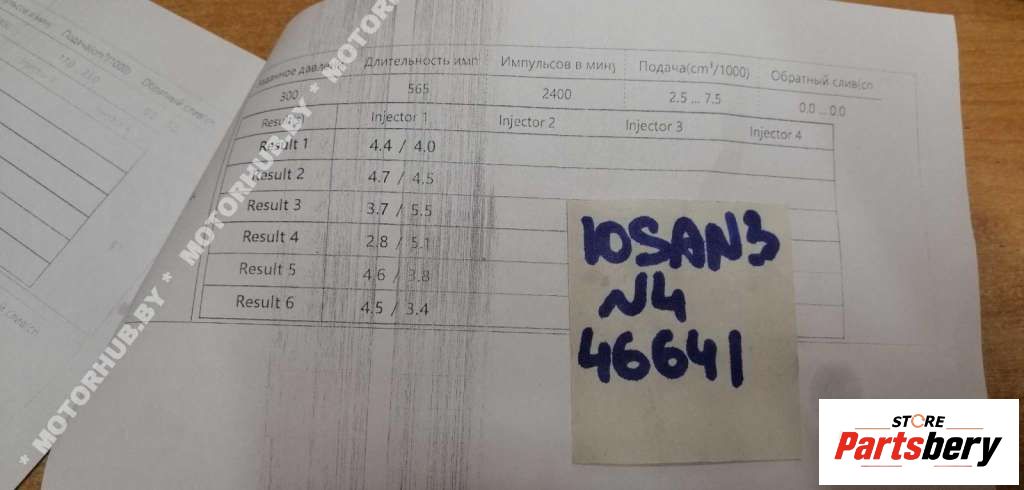 Длительность имп
Импульсов в мин)
Подача(cm³/1000)
Обратный слив(cm
300
565
2400
2.5 ... 7.5
0.0 ... 0.0
Injector 1
Injector 2
Injector 3
Injector 4
Result 1
4.4 / 4.0
Result 2
4.7 / 4.5
Result 3
3.7 / 5.5
Result 4
2.8 / 5.1
Result 5
4.6 / 3.8
Result 6
4.5 / 3.4
10SAN3
N4
46641
* MOTORHUB.BY * MOTORHUB.BY * MOTORHUB.BY
STORE
Partsbery